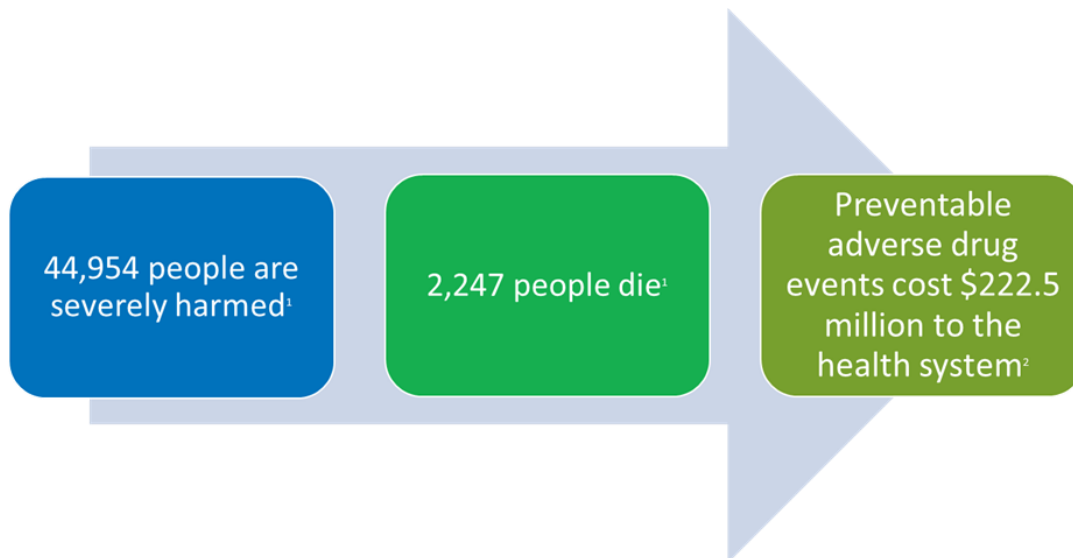 44,954 people are
severely harmed¹
2,247 people die¹
Preventable
adverse drug
events cost $222.5
million to the
health system²